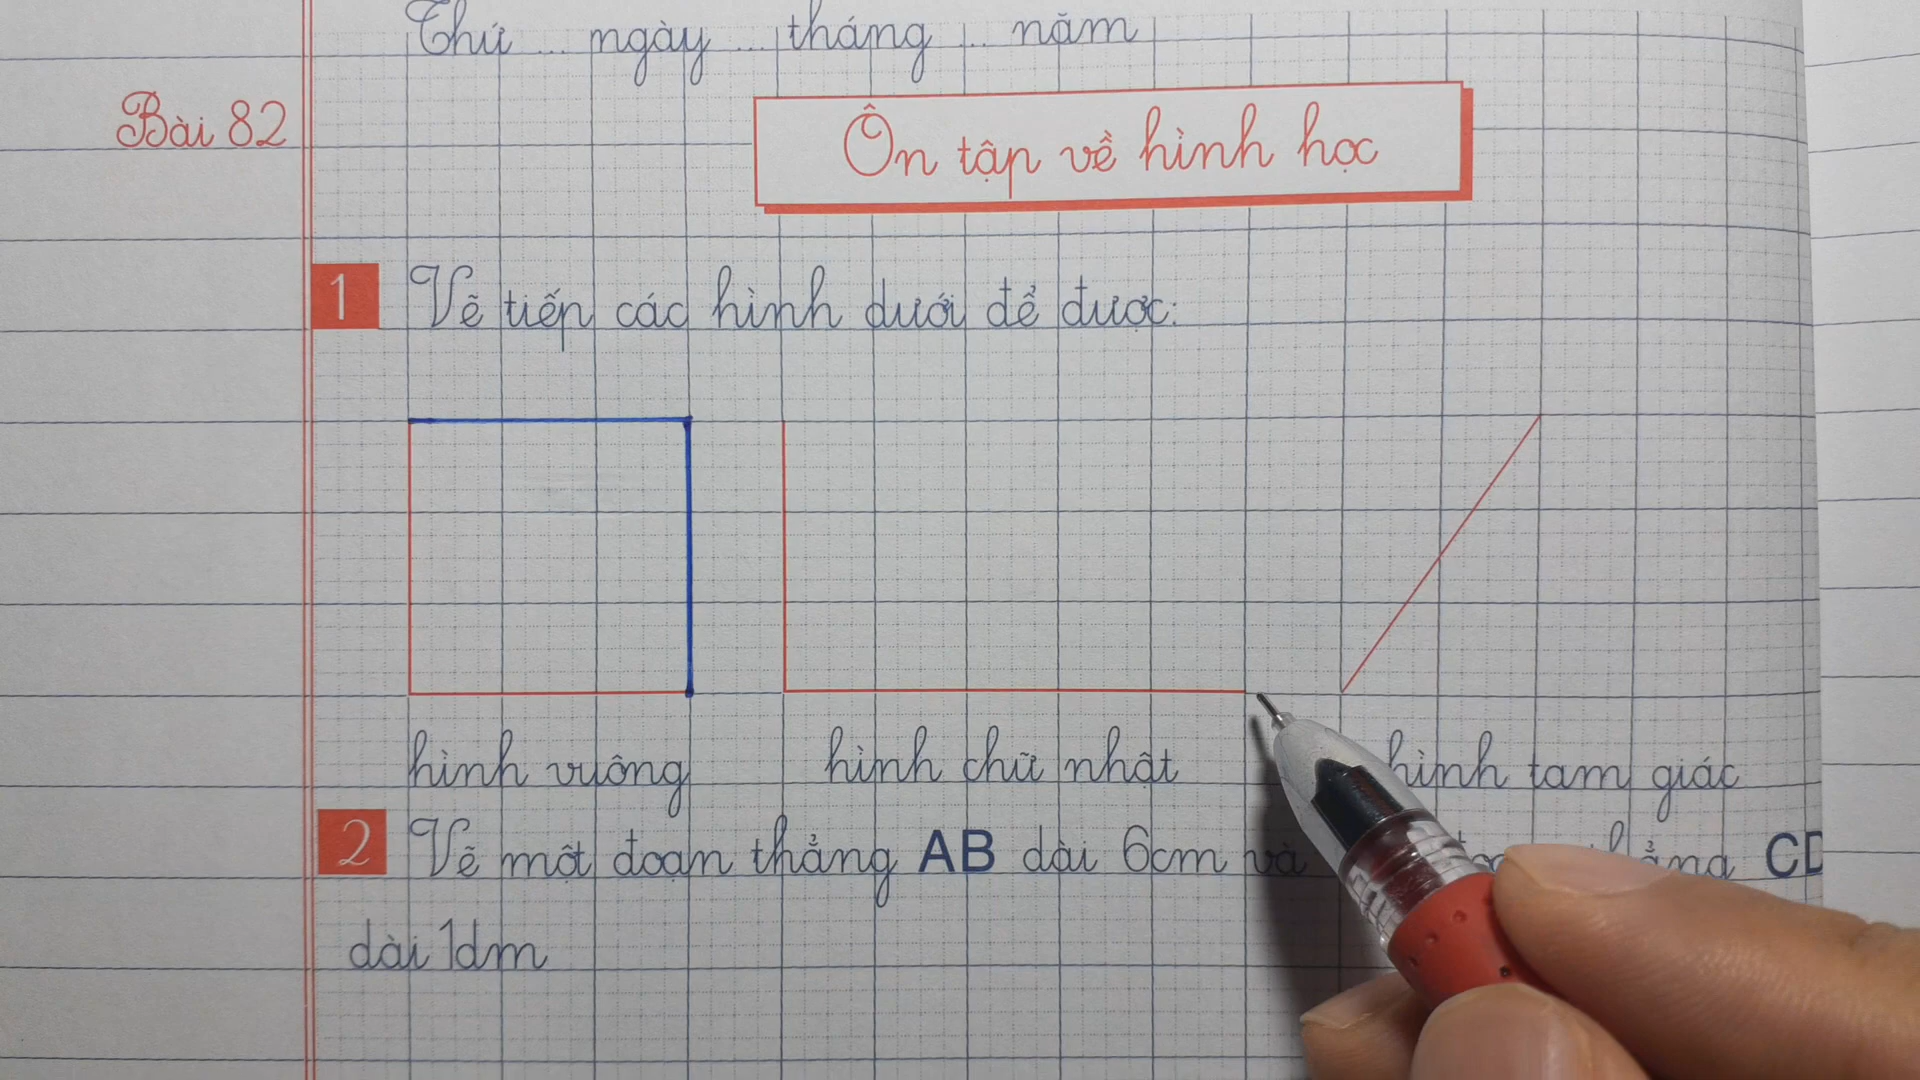 Thứ ... ngày ... tháng ... năm
Bài 82
Ôn tập về hình học
1 Vẽ tiếp các hình dưới để được:
hình vuông hình chữ nhật hình tam giác
2 Vẽ một đoạn thẳng AB dài 6cm và thẳng CD
dài 1dm